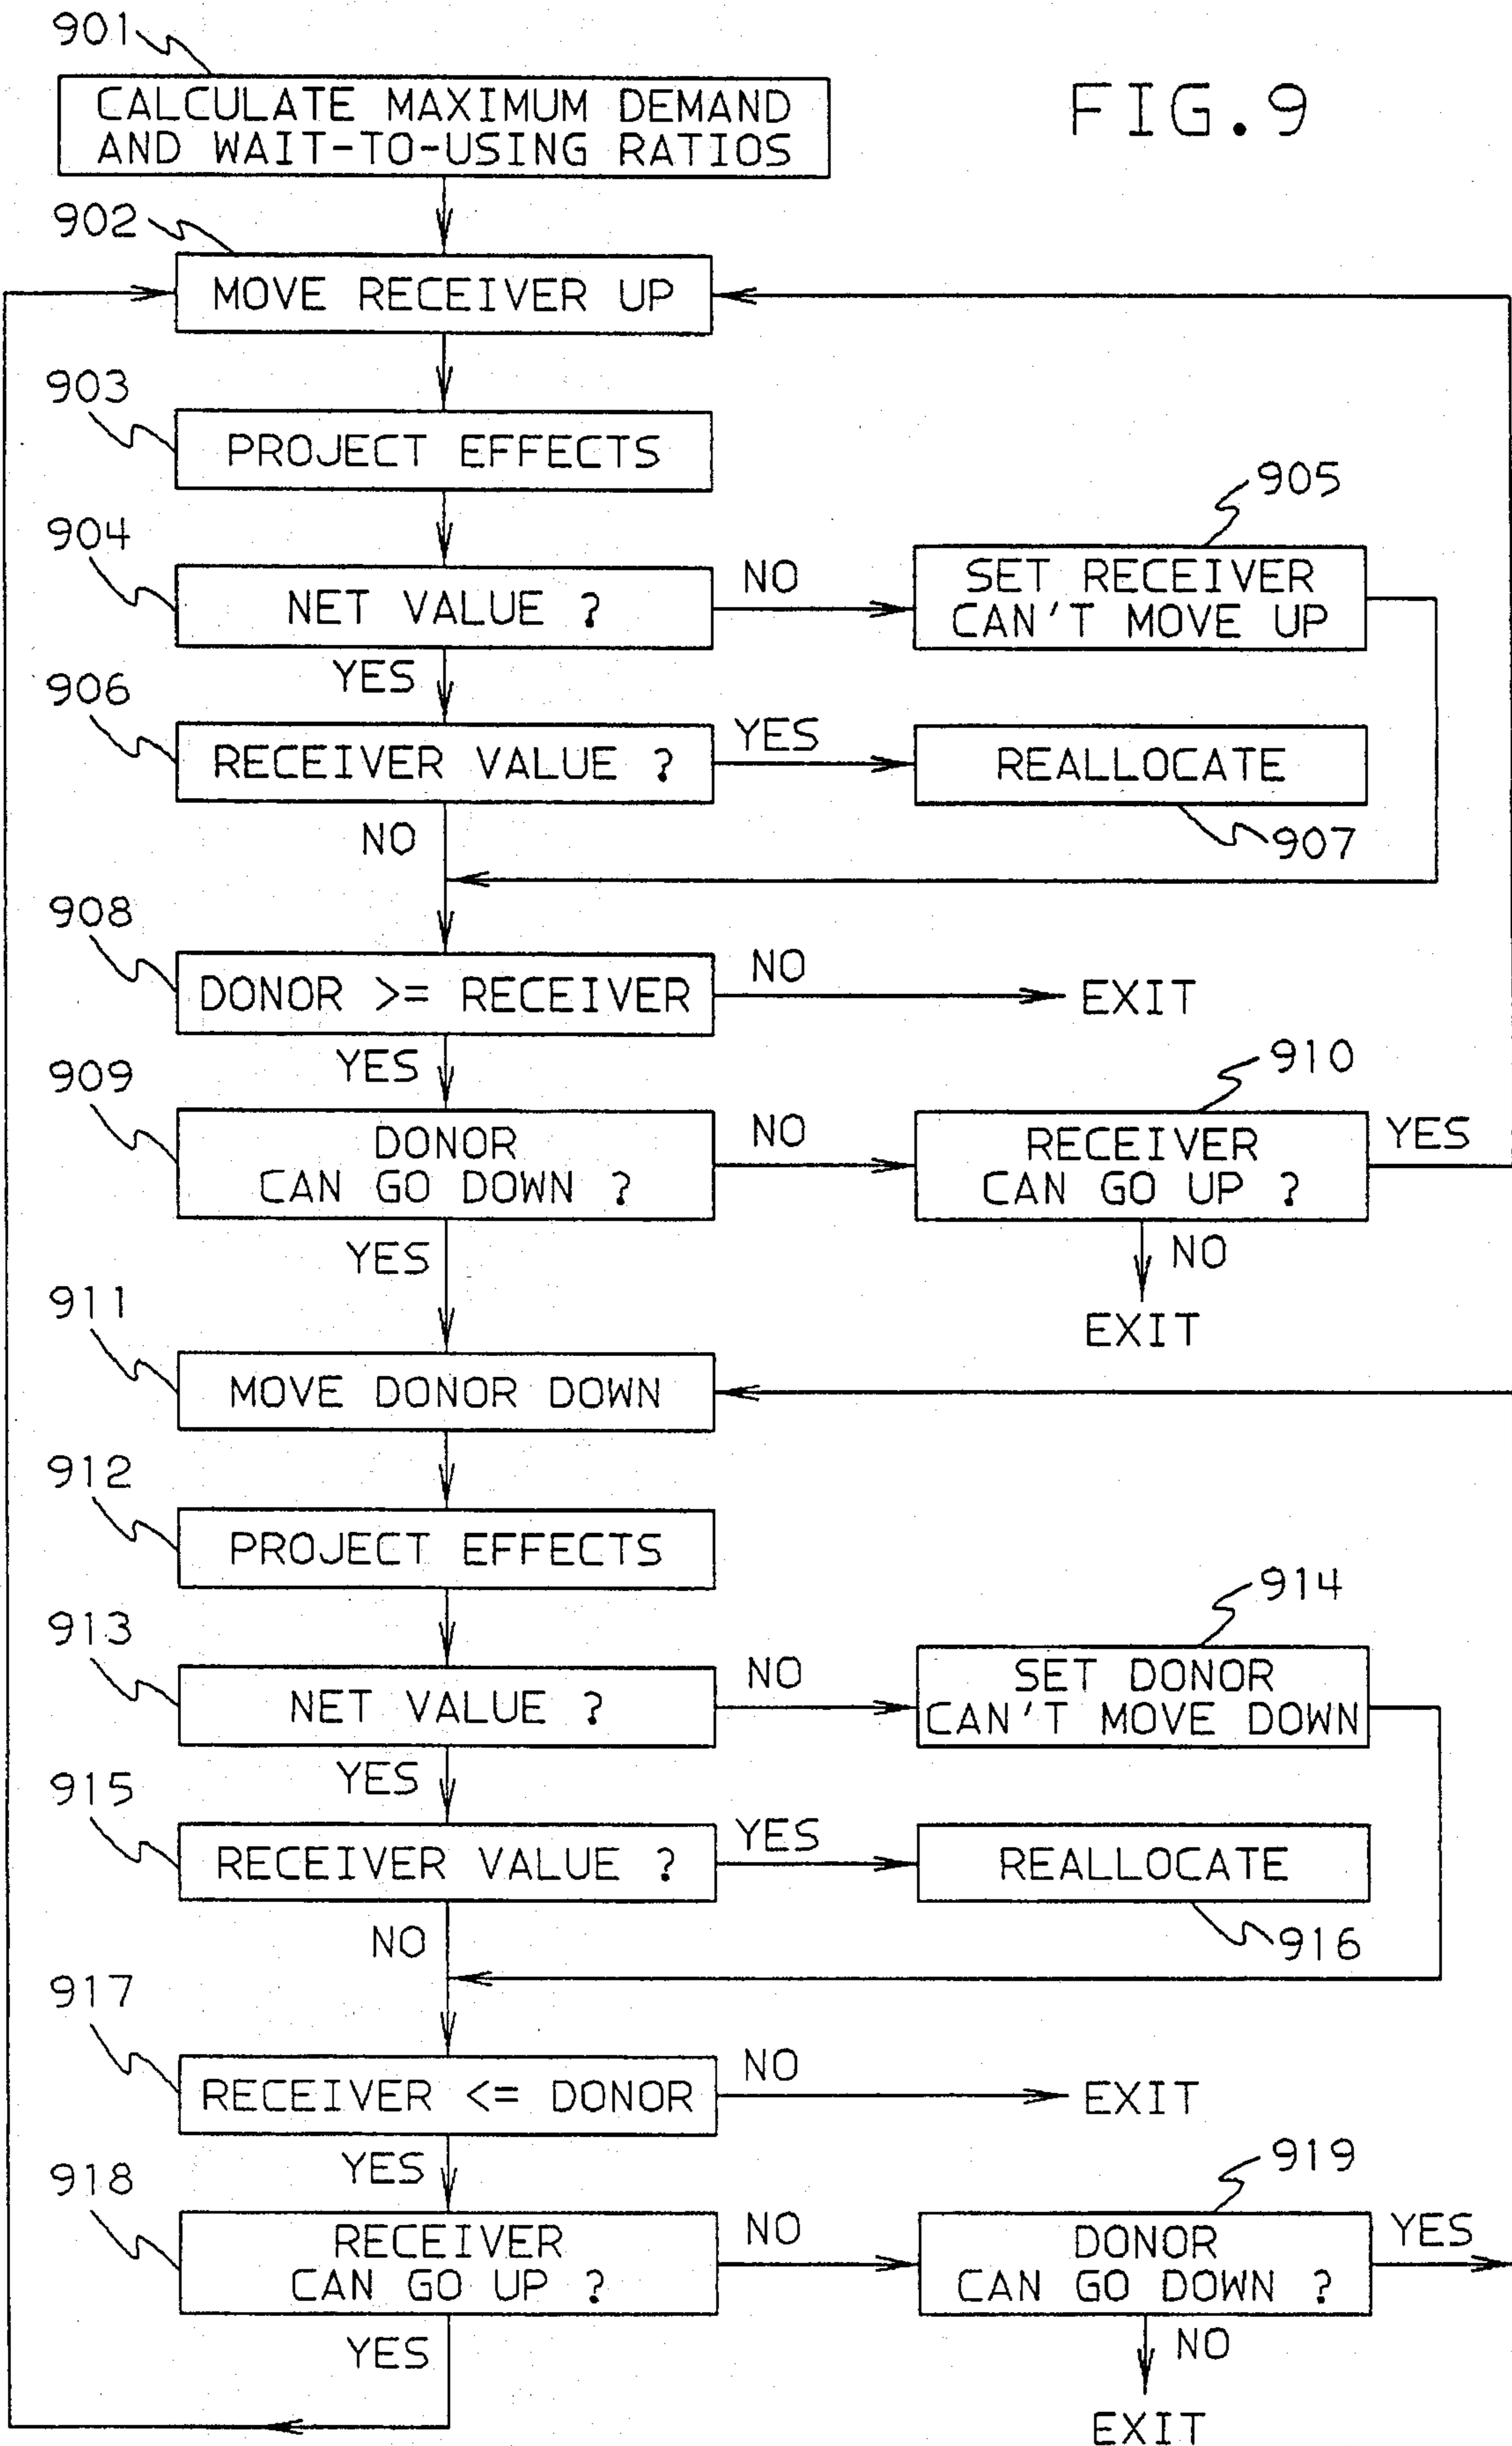 901
CALCULATE MAXIMUM DEMAND
AND WAIT-TO-USING RATIOS
FIG.9
902
MOVE RECEIVER UP
903
PROJECT EFFECTS
904
NET VALUE ?
NO
905
SET RECEIVER
CAN'T MOVE UP
YES
906
RECEIVER VALUE ?
YES
REALLOCATE
907
NO
908
DONOR >= RECEIVER
NO
EXIT
YES
909
DONOR
CAN GO DOWN ?
NO
910
RECEIVER
CAN GO UP ?
YES
NO
EXIT
YES
911
MOVE DONOR DOWN
912
PROJECT EFFECTS
913
NET VALUE ?
NO
914
SET DONOR
CAN'T MOVE DOWN
YES
915
RECEIVER VALUE ?
YES
REALLOCATE
916
NO
917
RECEIVER <= DONOR
NO
EXIT
YES
918
RECEIVER
CAN GO UP ?
NO
919
DONOR
CAN GO DOWN ?
YES
NO
EXIT
YES